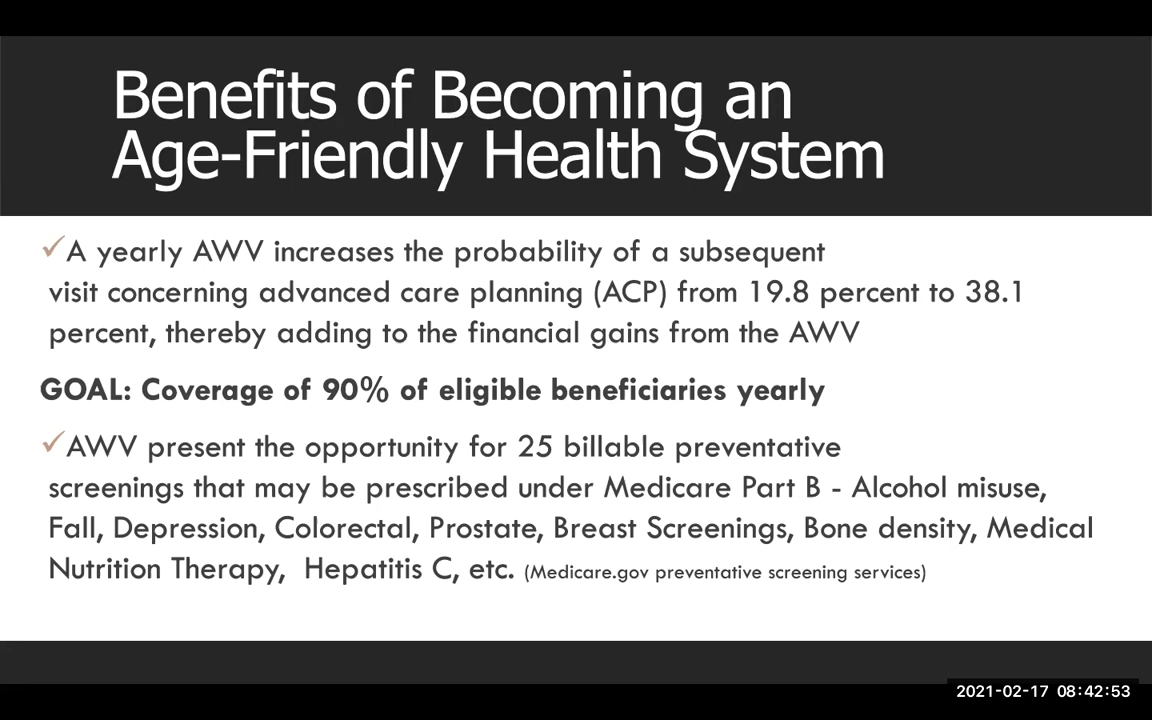 Benefits of Becoming an
Age-Friendly Health System
✓A yearly AWV increases the probability of a subsequent
visit concerning advanced care planning (ACP) from 19.8 percent to 38.1
percent, thereby adding to the financial gains from the AWV
GOAL: Coverage of 90% of eligible beneficiaries yearly
✓AWV present the opportunity for 25 billable preventative
screenings that may be prescribed under Medicare Part B - Alcohol misuse,
Fall, Depression, Colorectal, Prostate, Breast Screenings, Bone density, Medical
Nutrition Therapy, Hepatitis C, etc. (Medicare.gov preventative screening services)
2021-02-17 08:42:53